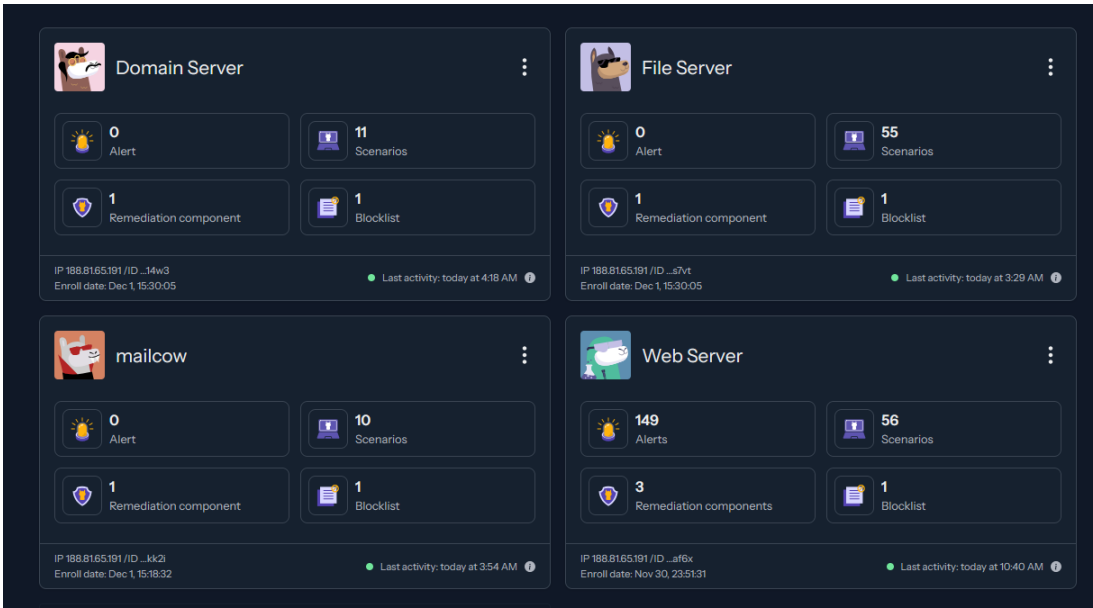 Domain Server
0
Alert
11
Scenarios
1
Remediation component
1
Blocklist
IP 188.81.65.191 /ID ...14w3
Enroll date: Dec 1, 15:30:05
Last activity: today at 4:18 AM
File Server
0
Alert
55
Scenarios
1
Remediation component
1
Blocklist
IP 188.81.65.191 /ID ...s7vt
Enroll date: Dec 1, 15:30:05
Last activity: today at 3:29 AM
mailcow
0
Alert
10
Scenarios
1
Remediation component
1
Blocklist
IP 188.81.65.191 /ID ...kk2i
Enroll date: Dec 1, 15:18:32
Last activity: today at 3:54 AM
Web Server
149
Alerts
56
Scenarios
3
Remediation components
1
Blocklist
IP 188.81.65.191 /ID ...af6x
Enroll date: Nov 30, 23:51:31
Last activity: today at 10:40 AM